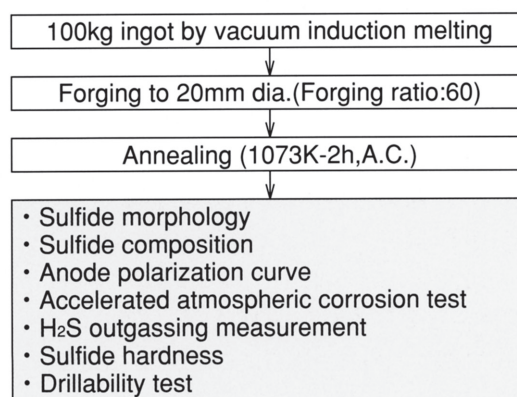 100kg ingot by vacuum induction melting
Forging to 20mm dia.(Forging ratio:60)
Annealing (1073K-2h,A.C.)
・Sulfide morphology
・Sulfide composition
・Anode polarization curve
・Accelerated atmospheric corrosion test
・H₂S outgassing measurement
・Sulfide hardness
・Drillability test